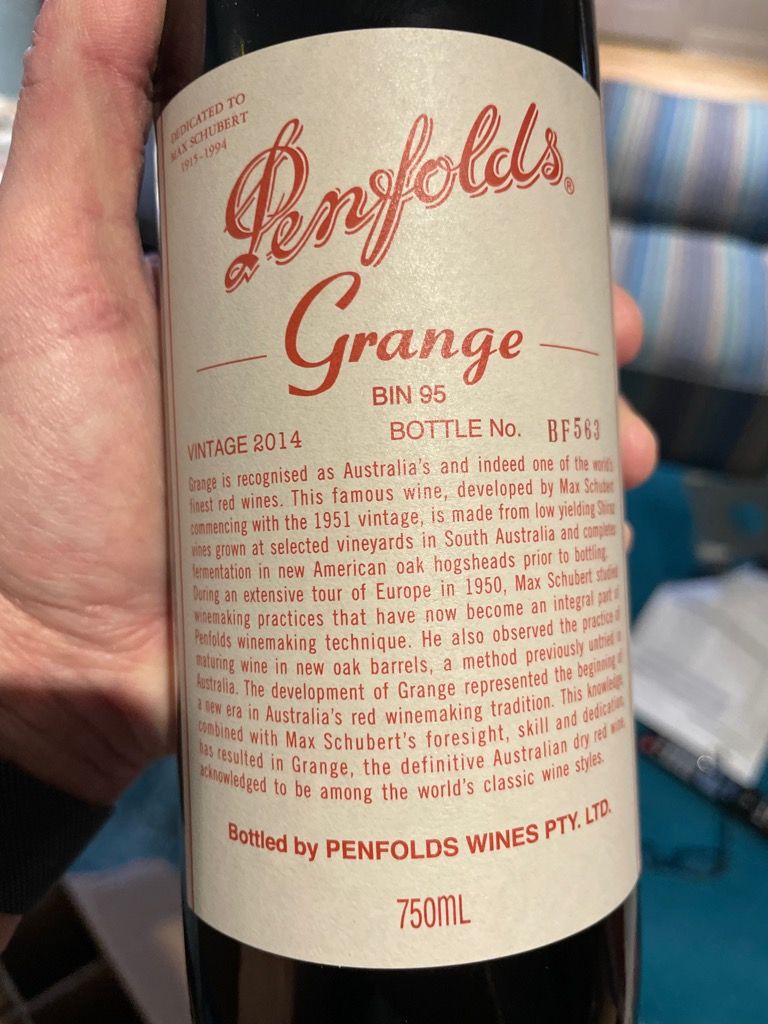 DEDICATED TO
MAX SCHUBERT
1915-1994
Penfolds®
Grange
BIN 95
VINTAGE 2014 BOTTLE No. BF563
Grange is recognised as Australia's and indeed one of the world's
finest red wines. This famous wine, developed by Max Schubert
commencing with the 1951 vintage, is made from low yielding Shiraz
vines grown at selected vineyards in South Australia and completes
fermentation in new American oak hogsheads prior to bottling.
During an extensive tour of Europe in 1950, Max Schubert studied
winemaking practices that have now become an integral part of
Penfolds winemaking technique. He also observed the practice of
maturing wine in new oak barrels, a method previously untried in
Australia. The development of Grange represented the beginning of
a new era in Australia's red winemaking tradition. This knowledge,
combined with Max Schubert's foresight, skill and dedication,
has resulted in Grange, the definitive Australian dry red wine,
acknowledged to be among the world's classic wine styles.
Bottled by PENFOLDS WINES PTY. LTD.
750mL